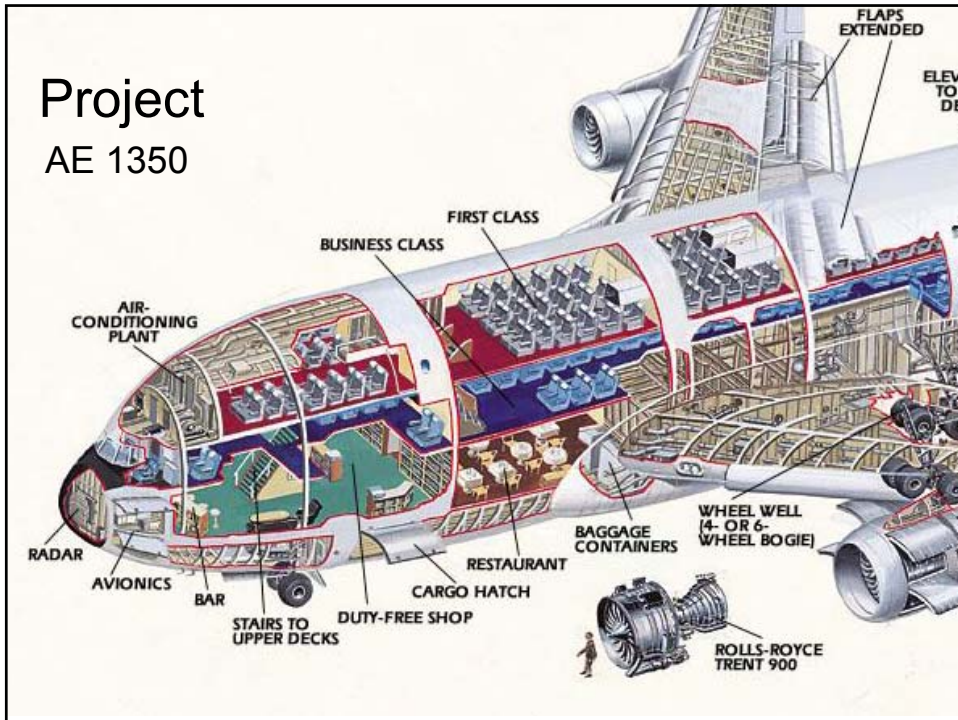 Project
AE 1350
FLAPS
EXTENDED
FIRST CLASS
BUSINESS CLASS
AIR-
CONDITIONING
PLANT
RADAR
AVIONICS
BAR
STAIRS TO
UPPER DECKS
DUTY-FREE SHOP
CARGO HATCH
RESTAURANT
BAGGAGE
CONTAINERS
WHEEL WELL
(4- OR 6-
WHEEL BOGIE)
ROLLS-ROYCE
TRENT 900